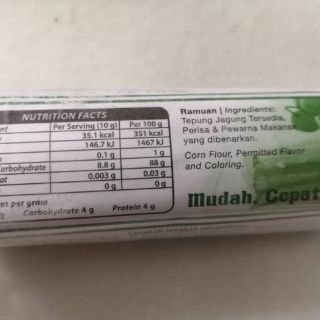 NUTRITION FACTS
Per Serving (10 g) Per 100 g
35.1 kcal 351 kcal
146.7 kJ 1467 kJ
0.1 g 1 g
Carbohydrate 8.8 g 88 g
0.003 g 0.03 g
0 g 0 g
per gram
Carbohydrate 4 g Protein 4 g
Ramuan | Ingredients:
Tepung Jagung Tersedia,
Perisa & Pewarna Makanan
yang dibenarkan.
Corn Flour, Permitted Flavor
and Coloring.
Mudah, Cepat